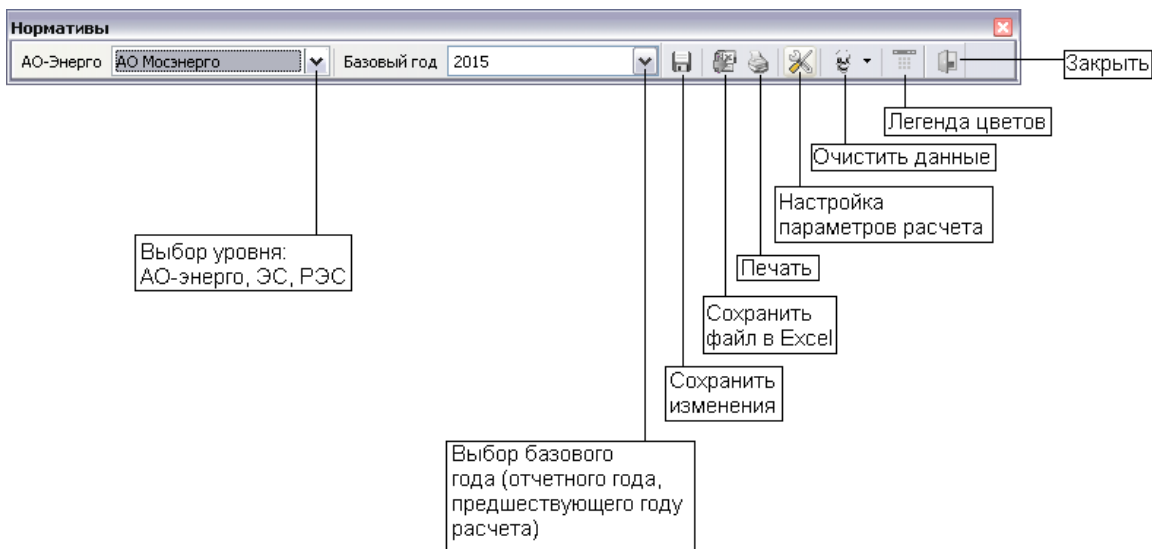 Нормативы
АО-Энерго АО Мосэнерго Базовый год 2015
Закрыть
Легенда цветов
Очистить данные
Настройка
параметров расчета
Выбор уровня:
АО-энерго, ЭС, РЭС
Печать
Сохранить
файл в Excel
Сохранить
изменения
Выбор базового
года (отчетного года,
предшествующего году
расчета)